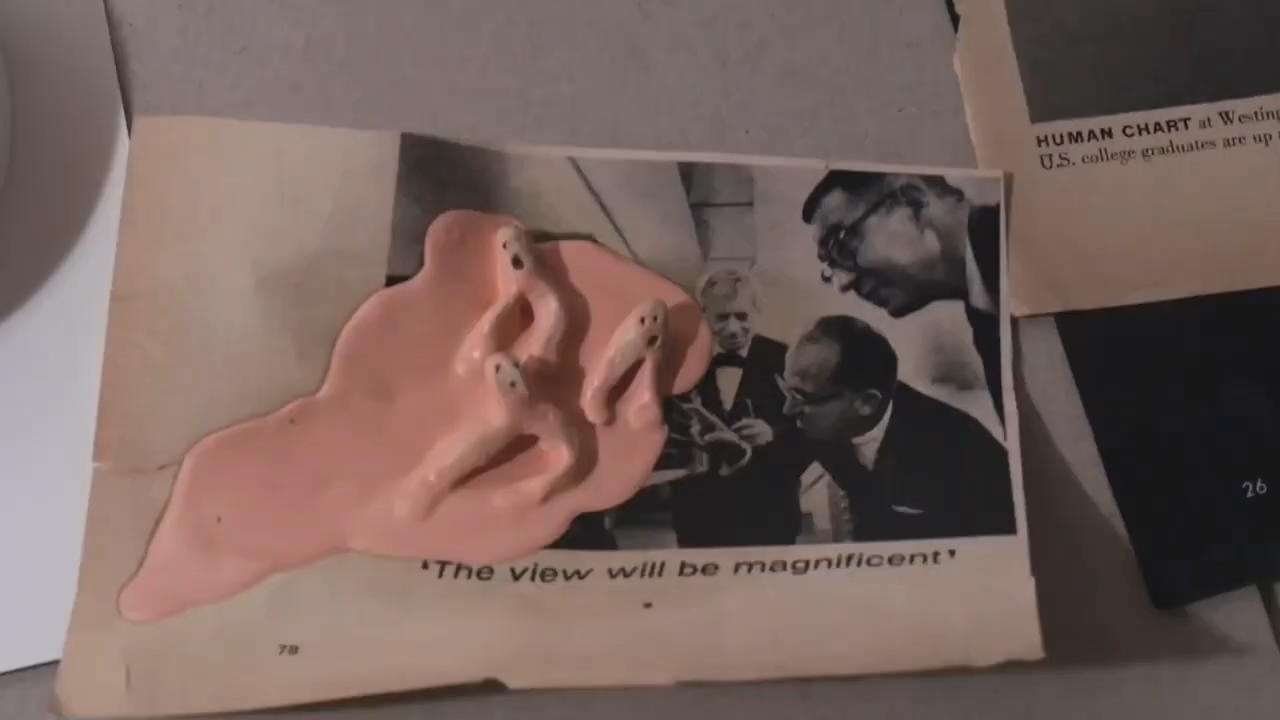 HUMAN CHART at Westing
U.S. college graduates are up
'The view will be magnificent'
78
26